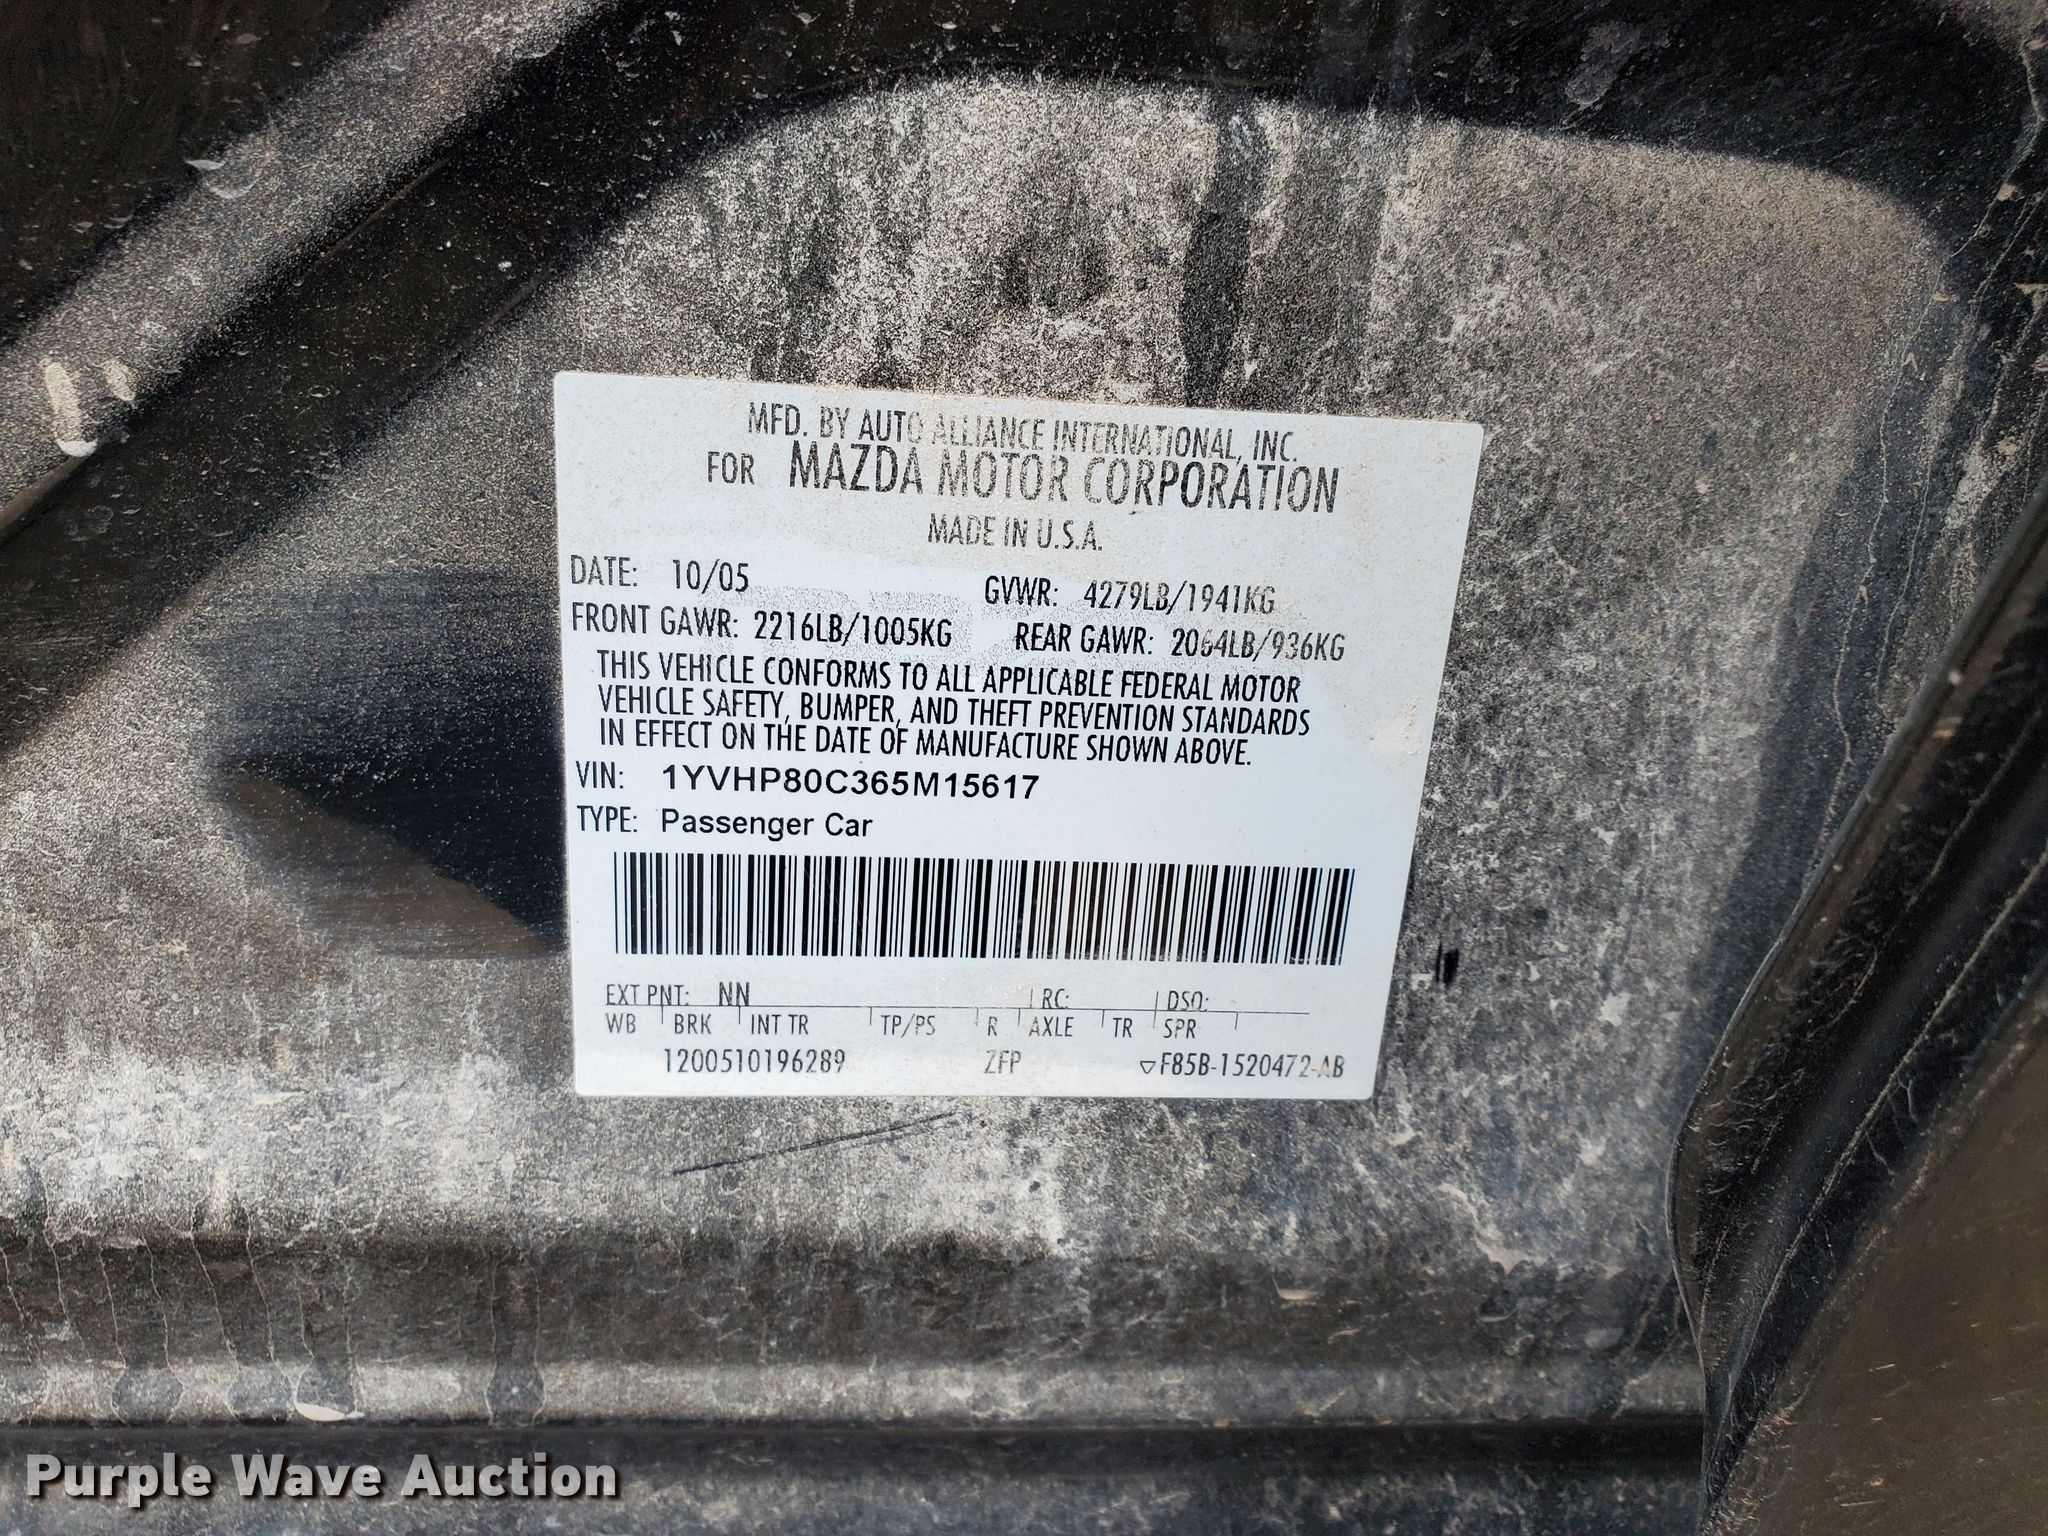 MFD. BY AUTO ALLIANCE INTERNATIONAL, INC.
FOR MAZDA MOTOR CORPORATION
MADE IN U.S.A.
DATE: 10/05 GVWR: 4279LB/1941KG
FRONT GAWR: 2216LB/1005KG REAR GAWR: 2064LB/936KG
THIS VEHICLE CONFORMS TO ALL APPLICABLE FEDERAL MOTOR
VEHICLE SAFETY, BUMPER, AND THEFT PREVENTION STANDARDS
IN EFFECT ON THE DATE OF MANUFACTURE SHOWN ABOVE.
VIN: 1YVHP80C365M15617
TYPE: Passenger Car
EXT PNT: NN RC: DSO:
WB BRK INT TR TP/PS R AXLE TR SPR
1200510196289 ZFP ▽F85B-1520472-AB
Purple Wave Auction